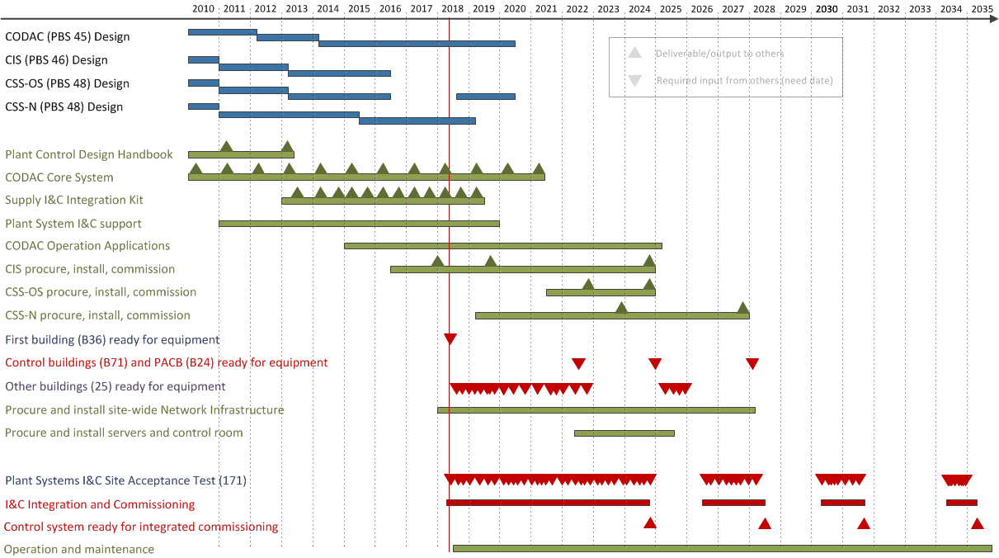 2010 2011 2012 2013 2014 2015 2016 2017 2018 2019 2020 2021 2022 2023 2024 2025 2026 2027 2028 2029 2030 2031 2032 2033 2034 2035
CODAC (PBS 45) Design
CIS (PBS 46) Design
CSS-OS (PBS 48) Design
CSS-N (PBS 48) Design
Deliverable/output to others
Required input from others (need date)
Plant Control Design Handbook
CODAC Core System
Supply I&C Integration Kit
Plant System I&C support
CODAC Operation Applications
CIS procure, install, commission
CSS-OS procure, install, commission
CSS-N procure, install, commission
First building (B36) ready for equipment
Control buildings (B71) and PACB (B24) ready for equipment
Other buildings (25) ready for equipment
Procure and install site-wide Network Infrastructure
Procure and install servers and control room
Plant Systems I&C Site Acceptance Test (171)
I&C Integration and Commissioning
Control system ready for integrated commissioning
Operation and maintenance